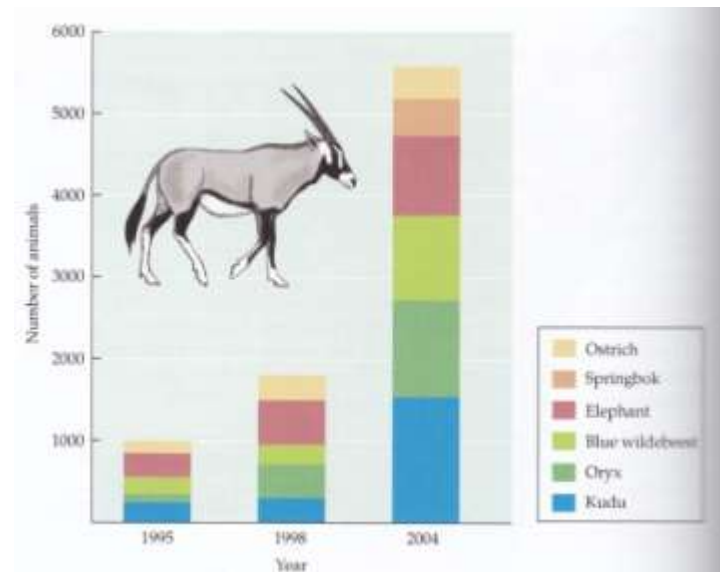 6000
5000
4000
3000
2000
1000
Number of animals
1995
1998
2004
Year
Ostrich
Springbok
Elephant
Blue wildebeest
Oryx
Kudu